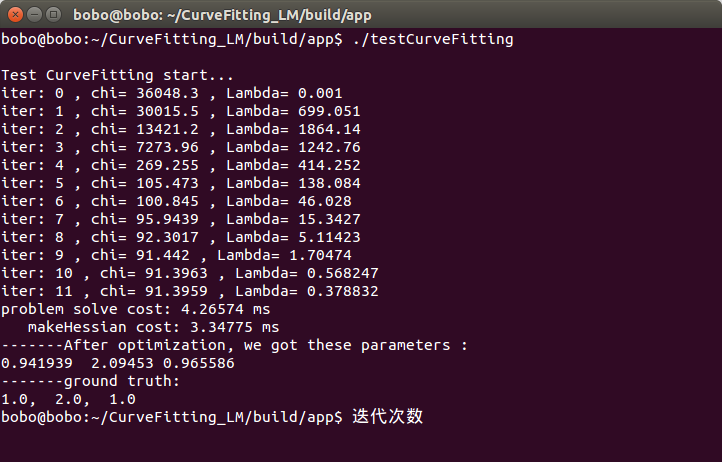 bobo@bobo: ~/CurveFitting_LM/build/app
bobo@bobo:~/CurveFitting_LM/build/app$ ./testCurveFitting
Test CurveFitting start...
iter: 0 , chi= 36048.3 , Lambda= 0.001
iter: 1 , chi= 30015.5 , Lambda= 699.051
iter: 2 , chi= 13421.2 , Lambda= 1864.14
iter: 3 , chi= 7273.96 , Lambda= 1242.76
iter: 4 , chi= 269.255 , Lambda= 414.252
iter: 5 , chi= 105.473 , Lambda= 138.084
iter: 6 , chi= 100.845 , Lambda= 46.028
iter: 7 , chi= 95.9439 , Lambda= 15.3427
iter: 8 , chi= 92.3017 , Lambda= 5.11423
iter: 9 , chi= 91.442 , Lambda= 1.70474
iter: 10 , chi= 91.3963 , Lambda= 0.568247
iter: 11 , chi= 91.3959 , Lambda= 0.378832
problem solve cost: 4.26574 ms
   makeHessian cost: 3.34775 ms
-------After optimization, we got these parameters :
0.941939  2.09453 0.965586
-------ground truth:
1.0,  2.0,  1.0
bobo@bobo:~/CurveFitting_LM/build/app$ 迭代次数